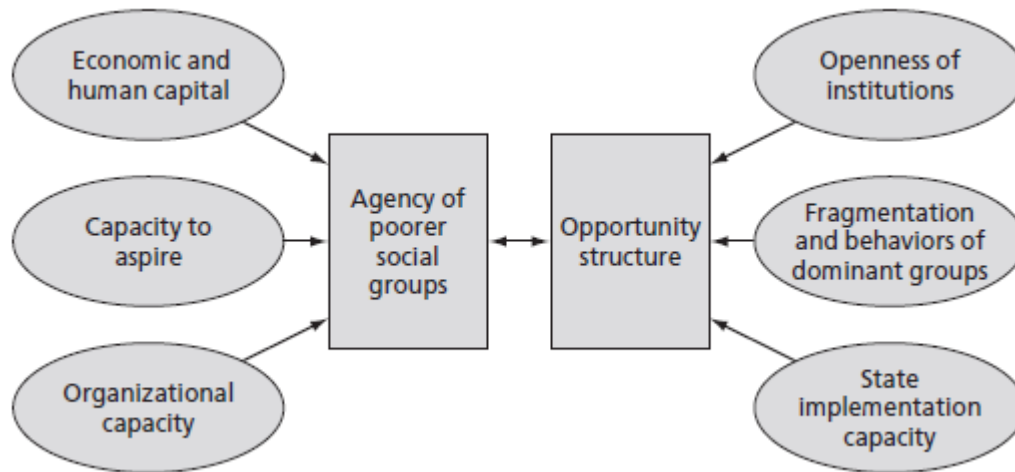 Economic and
human capital
Capacity to
aspire
Organizational
capacity
Agency of
poorer
social
groups
Opportunity
structure
Openness of
institutions
Fragmentation
and behaviors of
dominant groups
State
implementation
capacity